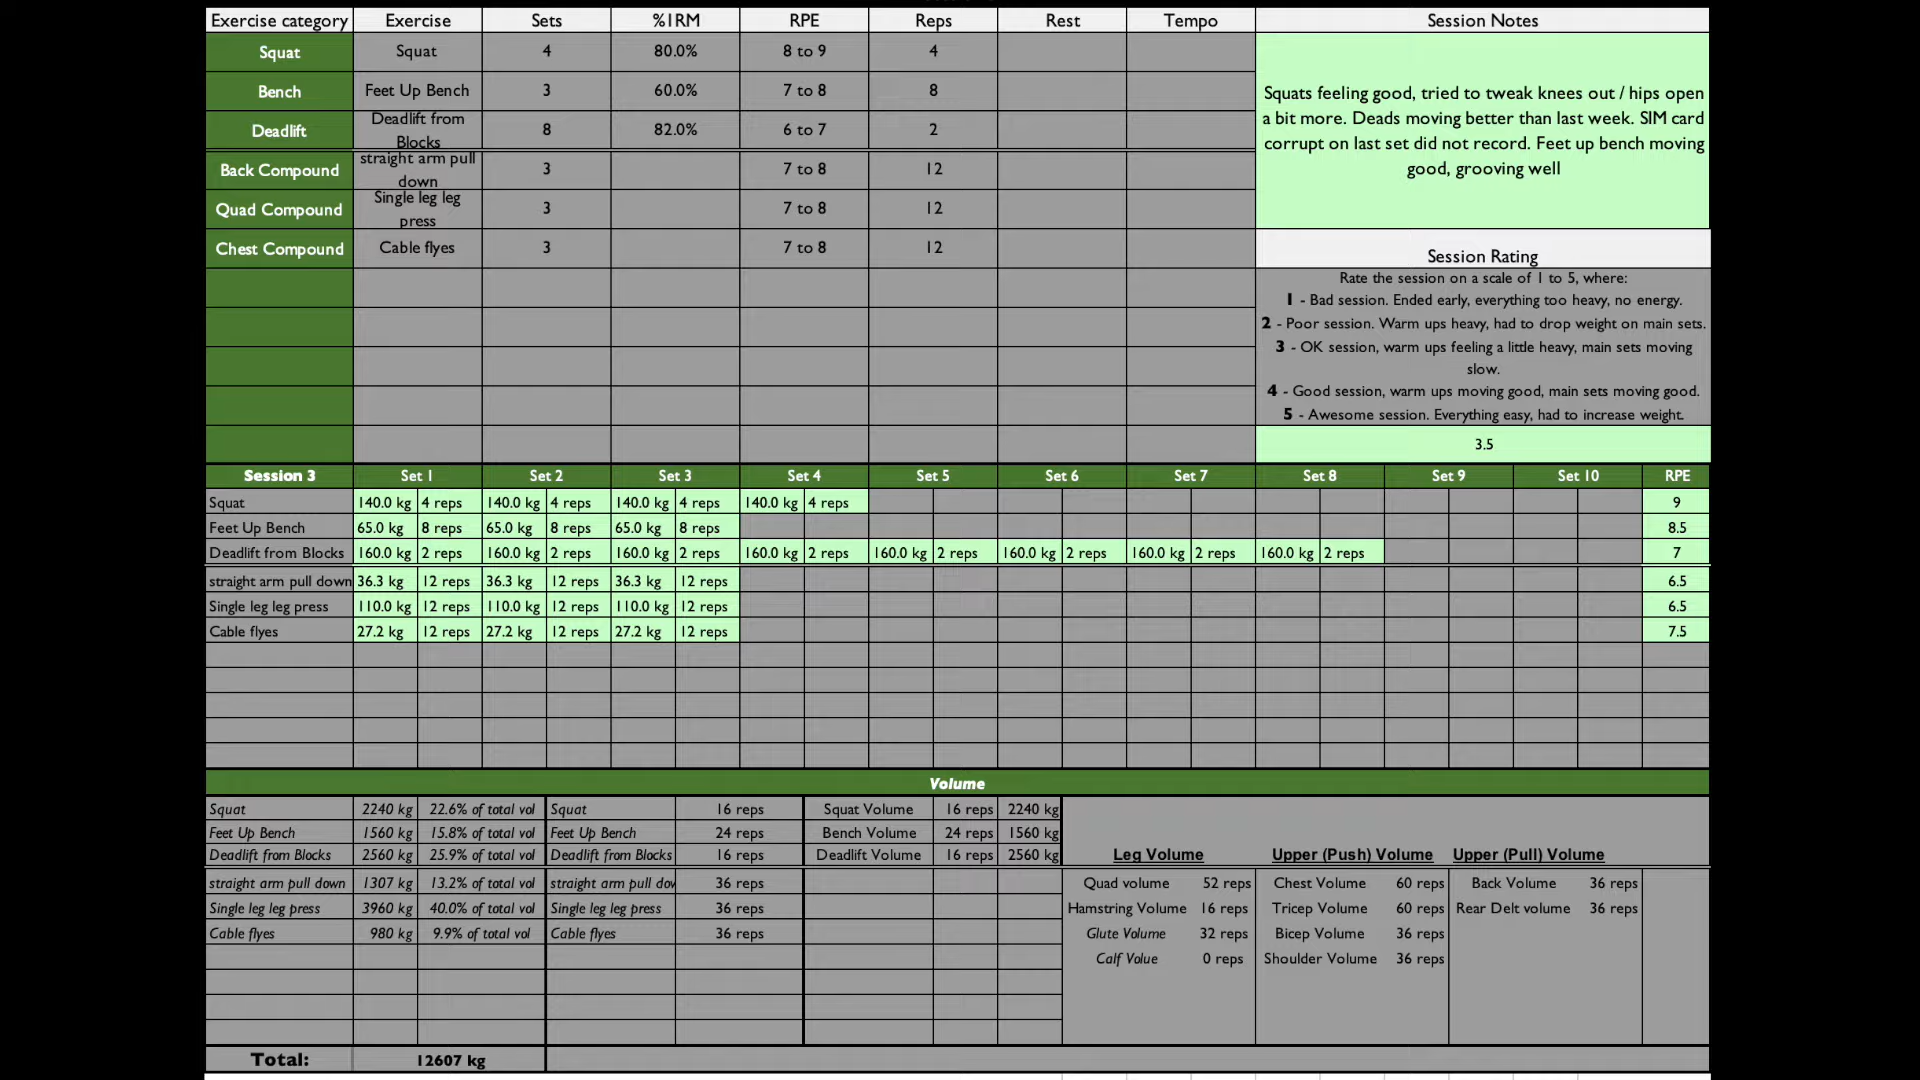 Exercise category Exercise Sets %1RM RPE Reps Rest Tempo Session Notes
Squat Squat 4 80.0% 8 to 9 4
Bench Feet Up Bench 3 60.0% 7 to 8 8
Deadlift Deadlift from Blocks 8 82.0% 6 to 7 2
Back Compound straight arm pull down 3 7 to 8 12
Quad Compound Single leg leg press 3 7 to 8 12
Chest Compound Cable flyes 3 7 to 8 12
Squats feeling good, tried to tweak knees out / hips open
a bit more. Deads moving better than last week. SIM card
corrupt on last set did not record. Feet up bench moving
good, grooving well
Session Rating
Rate the session on a scale of 1 to 5, where:
1 - Bad session. Ended early, everything too heavy, no energy.
2 - Poor session. Warm ups heavy, had to drop weight on main sets.
3 - OK session, warm ups feeling a little heavy, main sets moving
slow.
4 - Good session, warm ups moving good, main sets moving good.
5 - Awesome session. Everything easy, had to increase weight.
3.5
Session 3 Set 1 Set 2 Set 3 Set 4 Set 5 Set 6 Set 7 Set 8 Set 9 Set 10 RPE
Squat 140.0 kg 4 reps 140.0 kg 4 reps 140.0 kg 4 reps 140.0 kg 4 reps 9
Feet Up Bench 65.0 kg 8 reps 65.0 kg 8 reps 65.0 kg 8 reps 8.5
Deadlift from Blocks 160.0 kg 2 reps 160.0 kg 2 reps 160.0 kg 2 reps 160.0 kg 2 reps 160.0 kg 2 reps 160.0 kg 2 reps 160.0 kg 2 reps 160.0 kg 2 reps 7
straight arm pull down 36.3 kg 12 reps 36.3 kg 12 reps 36.3 kg 12 reps 6.5
Single leg leg press 110.0 kg 12 reps 110.0 kg 12 reps 110.0 kg 12 reps 6.5
Cable flyes 27.2 kg 12 reps 27.2 kg 12 reps 27.2 kg 12 reps 7.5
Volume
Squat 2240 kg 22.6% of total vol Squat 16 reps Squat Volume 16 reps 2240 kg
Feet Up Bench 1560 kg 15.8% of total vol Feet Up Bench 24 reps Bench Volume 24 reps 1560 kg
Deadlift from Blocks 2560 kg 25.9% of total vol Deadlift from Blocks 16 reps Deadlift Volume 16 reps 2560 kg Leg Volume Upper (Push) Volume Upper (Pull) Volume
straight arm pull down 1307 kg 13.2% of total vol straight arm pull dow 36 reps Quad volume 52 reps Chest Volume 60 reps Back Volume 36 reps
Single leg leg press 3960 kg 40.0% of total vol Single leg leg press 36 reps Hamstring Volume 16 reps Tricep Volume 60 reps Rear Delt volume 36 reps
Cable flyes 980 kg 9.9% of total vol Cable flyes 36 reps Glute Volume 32 reps Bicep Volume 36 reps
Calf Value 0 reps Shoulder Volume 36 reps
Total: 12607 kg